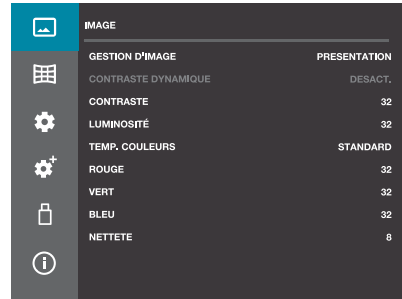 IMAGE
GESTION D'IMAGE PRESENTATION
CONTRASTE DYNAMIQUE DESACT.
CONTRASTE 32
LUMINOSITÉ 32
TEMP. COULEURS STANDARD
ROUGE 32
VERT 32
BLEU 32
NETTETE 8